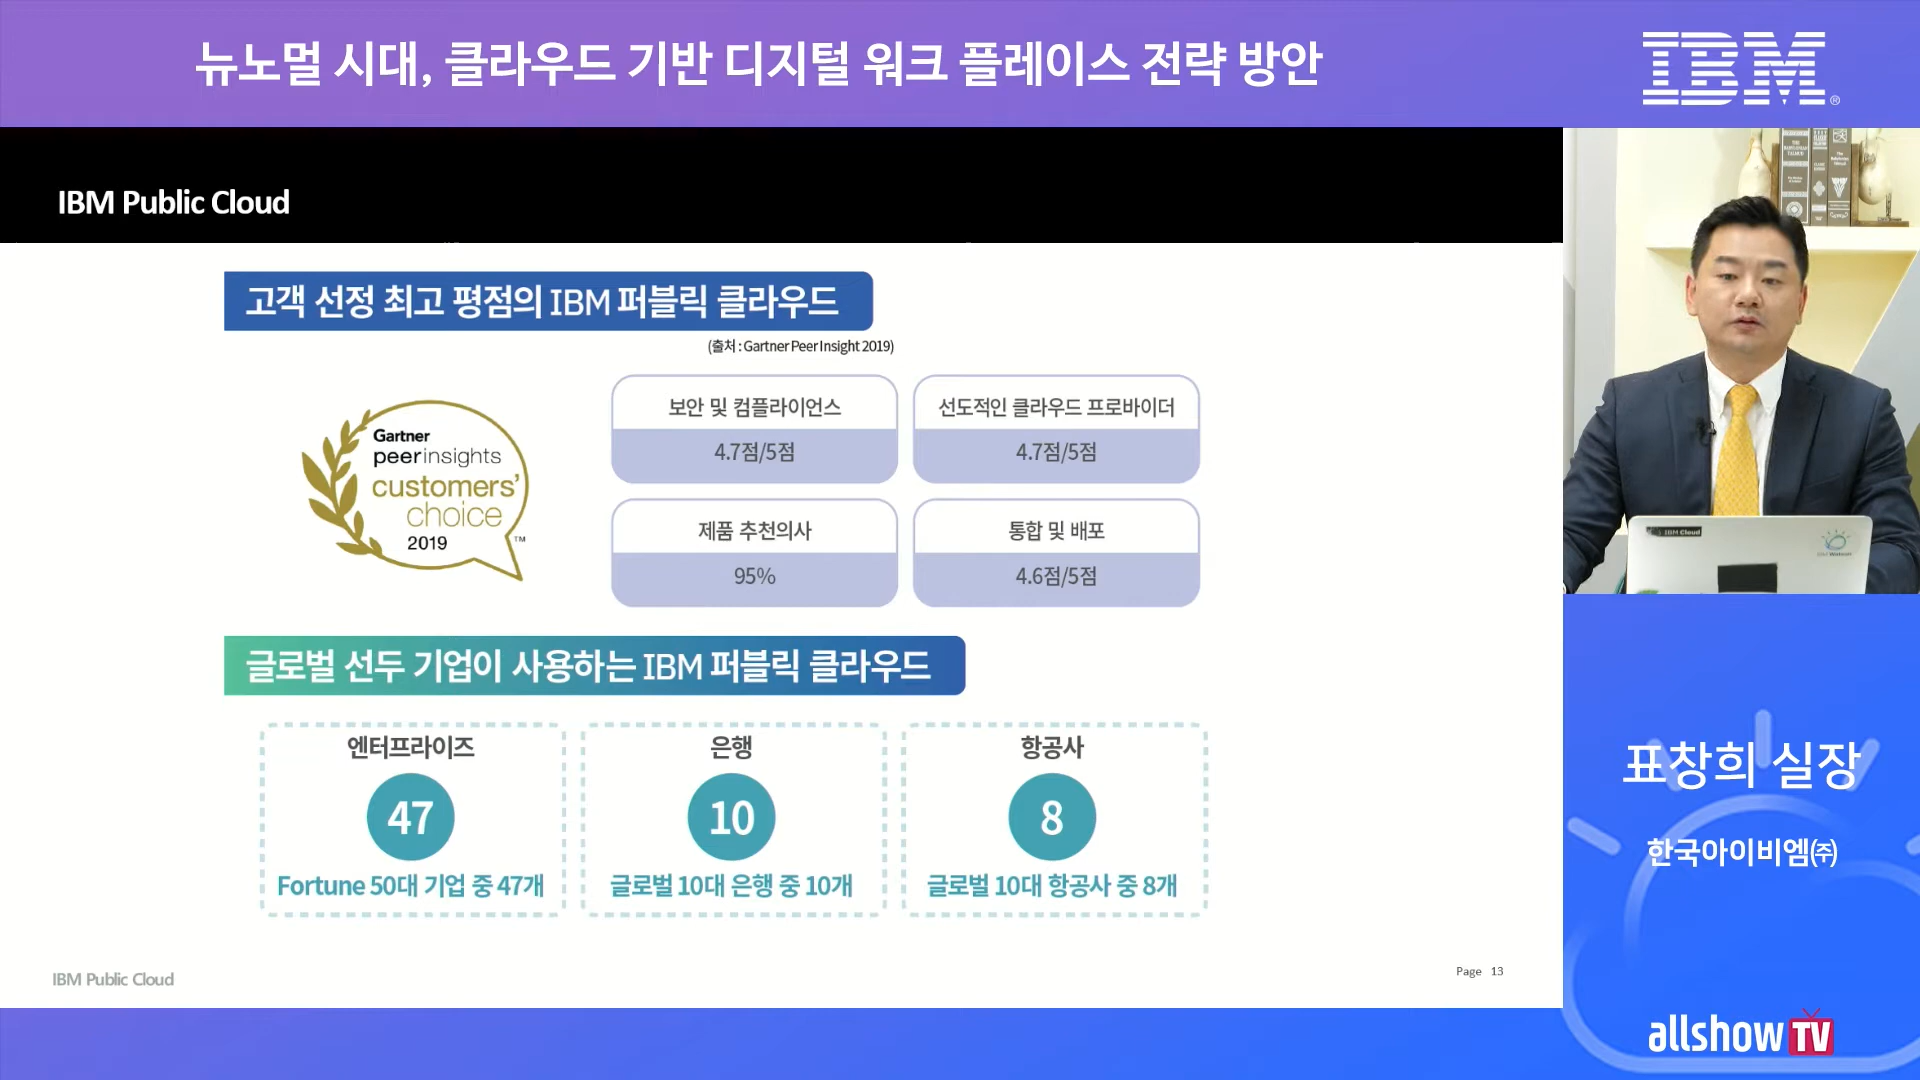 뉴노멀 시대, 클라우드 기반 디지털 워크 플레이스 전략 방안
IBM®
IBM Public Cloud
고객 선정 최고 평점의 IBM 퍼블릭 클라우드
(출처 : Gartner Peer Insight 2019)
Gartner
peerinsights
customers'
choice
2019
TM
보안 및 컴플라이언스
4.7점/5점
선도적인 클라우드 프로바이더
4.7점/5점
제품 추천의사
95%
통합 및 배포
4.6점/5점
글로벌 선두 기업이 사용하는 IBM 퍼블릭 클라우드
엔터프라이즈
47
Fortune 50대 기업 중 47개
은행
10
글로벌 10대 은행 중 10개
항공사
8
글로벌 10대 항공사 중 8개
IBM Public Cloud
Page 13
IBM Cloud
표창희 실장
한국아이비엠㈜
allshow TV